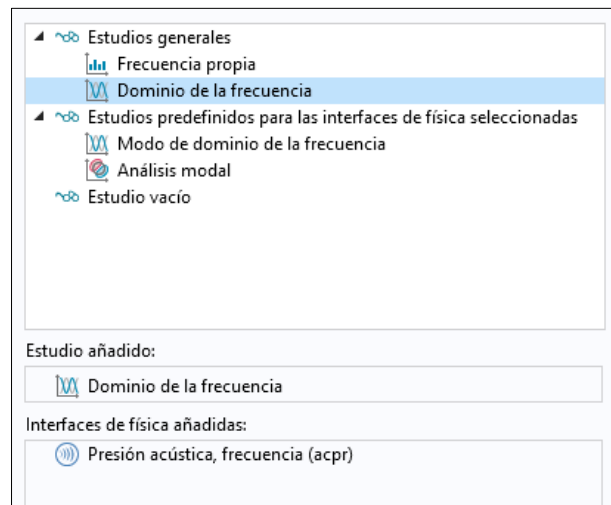 Estudios generales
Frecuencia propia
Dominio de la frecuencia
Estudios predefinidos para las interfaces de física seleccionadas
Modo de dominio de la frecuencia
Análisis modal
Estudio vacío
Estudio añadido:
Dominio de la frecuencia
Interfaces de física añadidas:
Presión acústica, frecuencia (acpr)